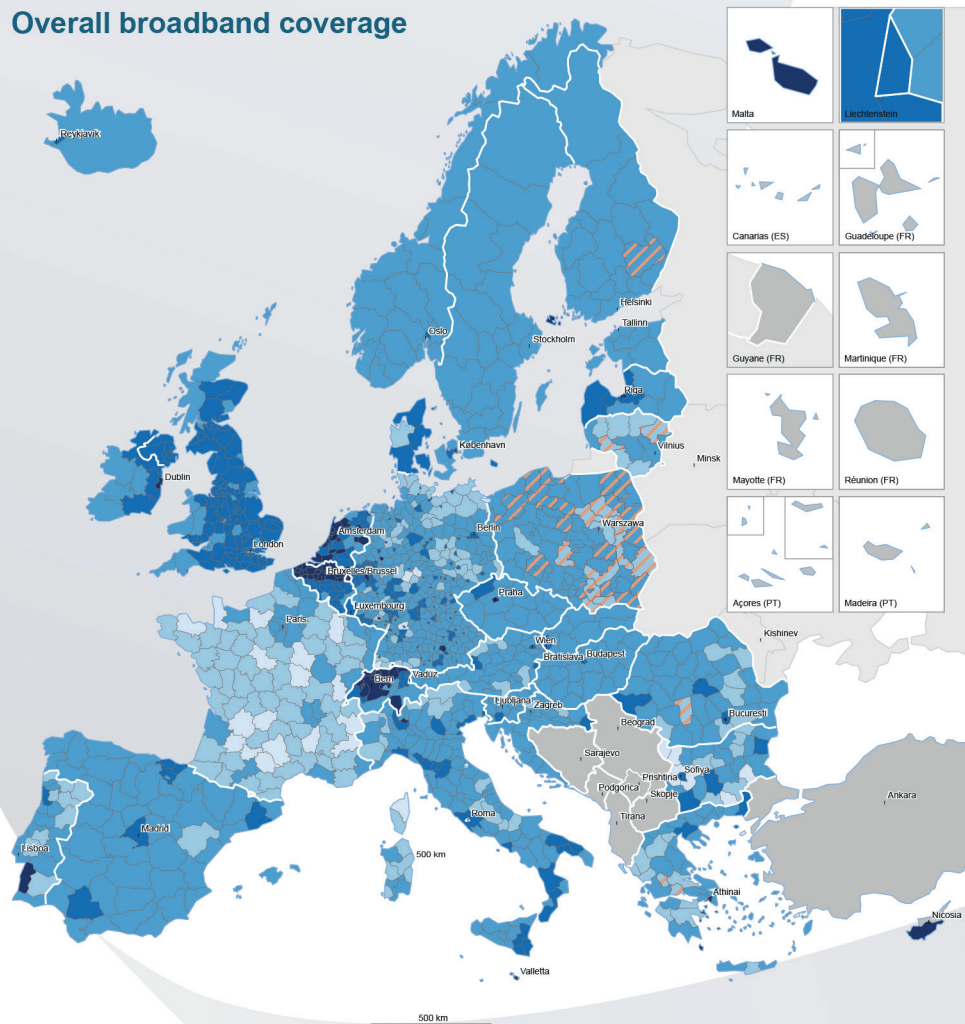 Overall broadband coverage
Malta
Liechtenstein
Reykjavík
Canarias (ES)
Guadeloupe (FR)
Helsinki
Tallinn
Oslo
Stockholm
Guyane (FR)
Martinique (FR)
Riga
København
Vilnius
Minsk
Dublin
Mayotte (FR)
Réunion (FR)
Amsterdam
Berlin
Warszawa
London
Bruxelles/Brussel
Praha
Luxembourg
Açores (PT)
Madeira (PT)
Paris
Kishinev
Wien
Bratislava
Budapest
Bern
Vaduz
Ljubljana
Zagreb
Bucuresti
Beograd
Sarajevo
Sofiya
Prishtina
Podgorica
Skopje
Ankara
Tirana
Roma
Madrid
Lisboa
500 km
Athinai
Nicosia
Valletta
500 km